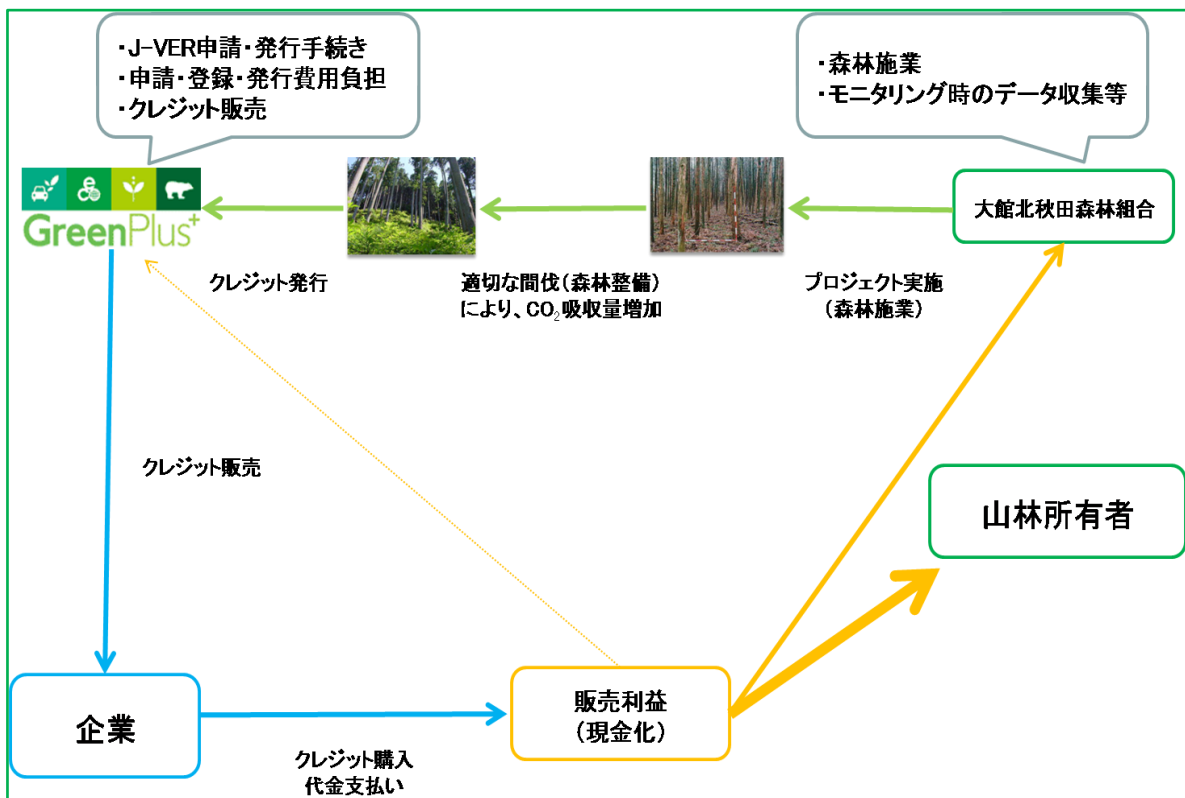 ・J-VER申請・発行手続き
・申請・登録・発行費用負担
・クレジット販売
・森林施業
・モニタリング時のデータ収集等
GreenPlus+
大館北秋田森林組合
クレジット発行
適切な間伐(森林整備)
により、CO₂吸収量増加
プロジェクト実施
(森林施業)
クレジット販売
山林所有者
企業
販売利益
(現金化)
クレジット購入
代金支払い